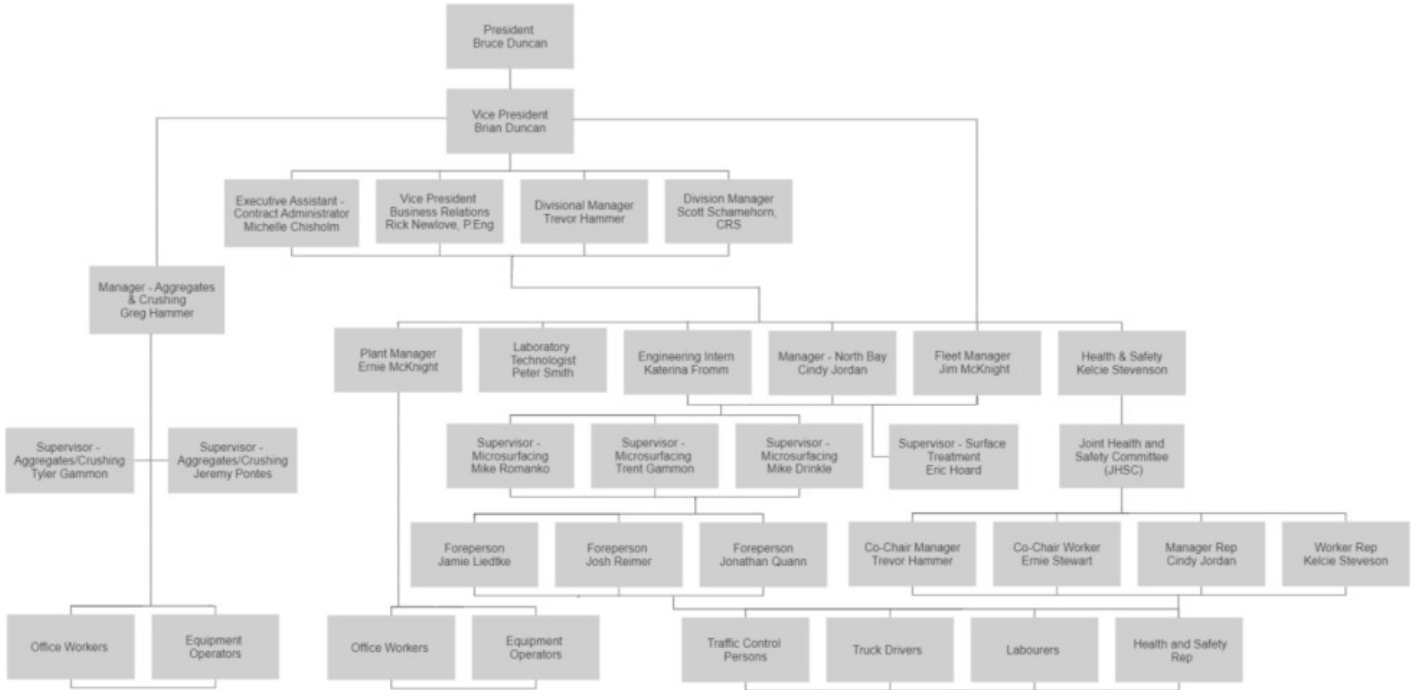 President
Bruce Duncan
Vice President
Brian Duncan
Executive Assistant -
Contract Administrator
Michelle Chisholm
Vice President
Business Relations
Rick Newlove, P.Eng
Divisional Manager
Trevor Hammer
Division Manager
Scott Schamehorn,
CRS
Manager - Aggregates
& Crushing
Greg Hammer
Plant Manager
Ernie McKnight
Laboratory
Technologist
Peter Smith
Engineering Intern
Katerina Fromm
Manager - North Bay
Cindy Jordan
Fleet Manager
Jim McKnight
Health & Safety
Kelcie Stevenson
Supervisor -
Aggregates/Crushing
Tyler Gammon
Supervisor -
Aggregates/Crushing
Jeremy Pontes
Supervisor -
Microsurfacing
Mike Romanko
Supervisor -
Microsurfacing
Trent Gammon
Supervisor -
Microsurfacing
Mike Drinkle
Supervisor - Surface
Treatment
Eric Hoard
Joint Health and
Safety Committee
(JHSC)
Foreperson
Jamie Liedtke
Foreperson
Josh Reimer
Foreperson
Jonathan Quann
Co-Chair Manager
Trevor Hammer
Co-Chair Worker
Ernie Stewart
Manager Rep
Cindy Jordan
Worker Rep
Kelcie Steveson
Office Workers
Equipment
Operators
Office Workers
Equipment
Operators
Traffic Control
Persons
Truck Drivers
Labourers
Health and Safety
Rep